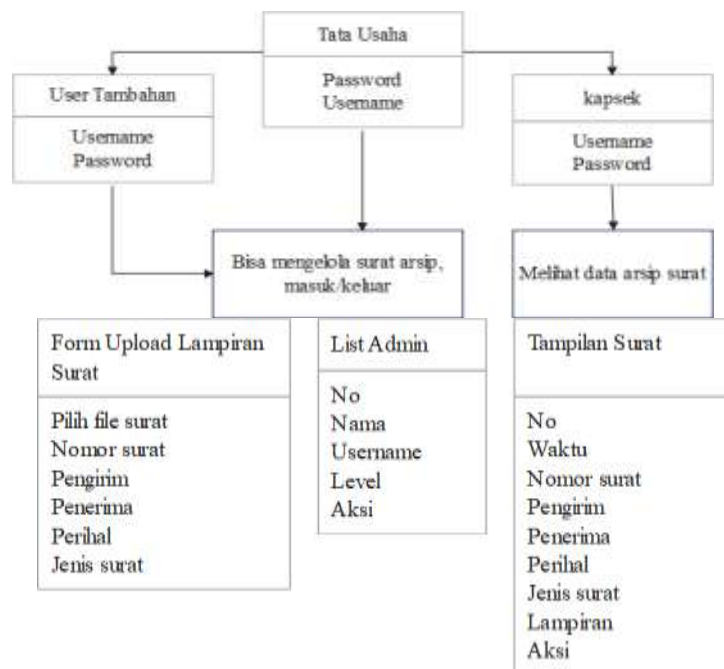 Tata Usaha
Password
Username
User Tambahan
Username
Password
kapsek
Username
Password
Bisa mengelola surat arsip,
masuk/keluar
Melihat data arsip surat
Form Upload Lampiran
Surat
Pilih file surat
Nomor surat
Pengirim
Penerima
Perihal
Jenis surat
List Admin
No
Nama
Username
Level
Aksi
Tampilan Surat
No
Waktu
Nomor surat
Pengirim
Penerima
Perihal
Jenis surat
Lampiran
Aksi